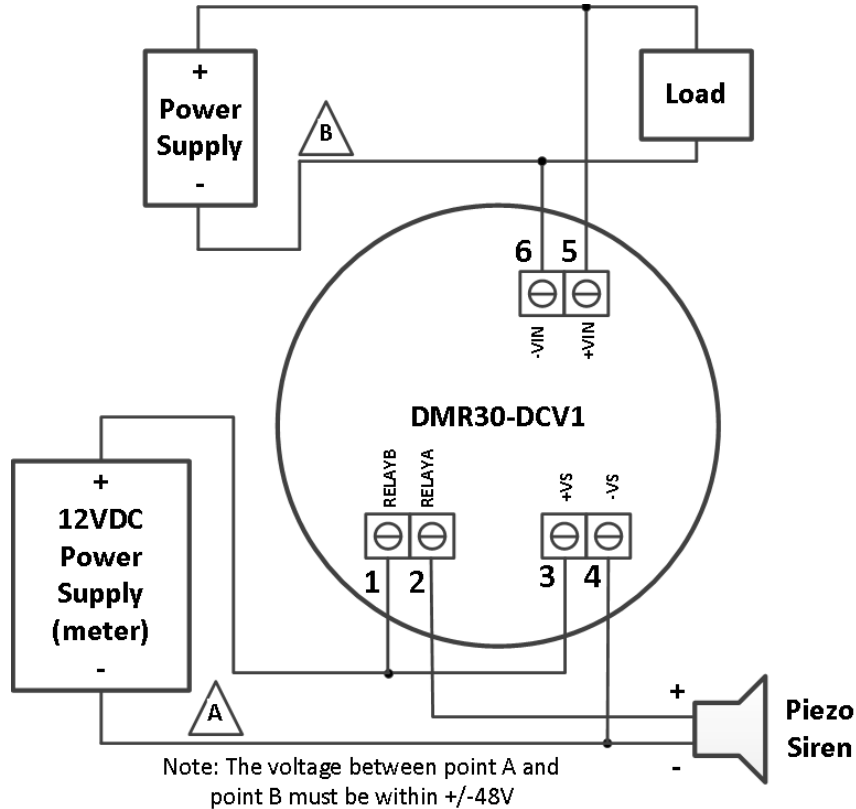 +
Power
Supply
-
B
Load
6
5
-VIN
+VIN
DMR30-DCV1
RELAYB
RELAYA
+VS
-VS
1
2
3
4
+
12VDC
Power
Supply
(meter)
-
A
+
-
Piezo
Siren
Note: The voltage between point A and
point B must be within +/-48V